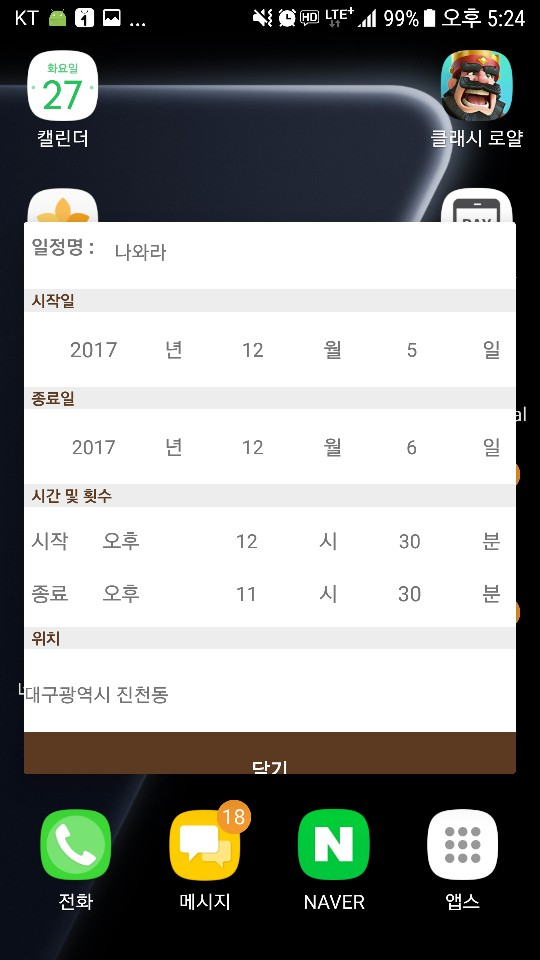 KT 1 ... HD LTE+ 99% 오후 5:24
화요일
27
캘린더
클래시 로얄
DAY
일정명 : 나와라
시작일
2017 년 12 월 5 일
종료일
2017 년 12 월 6 일
시간 및 횟수
시작 오후 12 시 30 분
종료 오후 11 시 30 분
위치
대구광역시 진천동
닫기
18
N
전화 메시지 NAVER 앱스